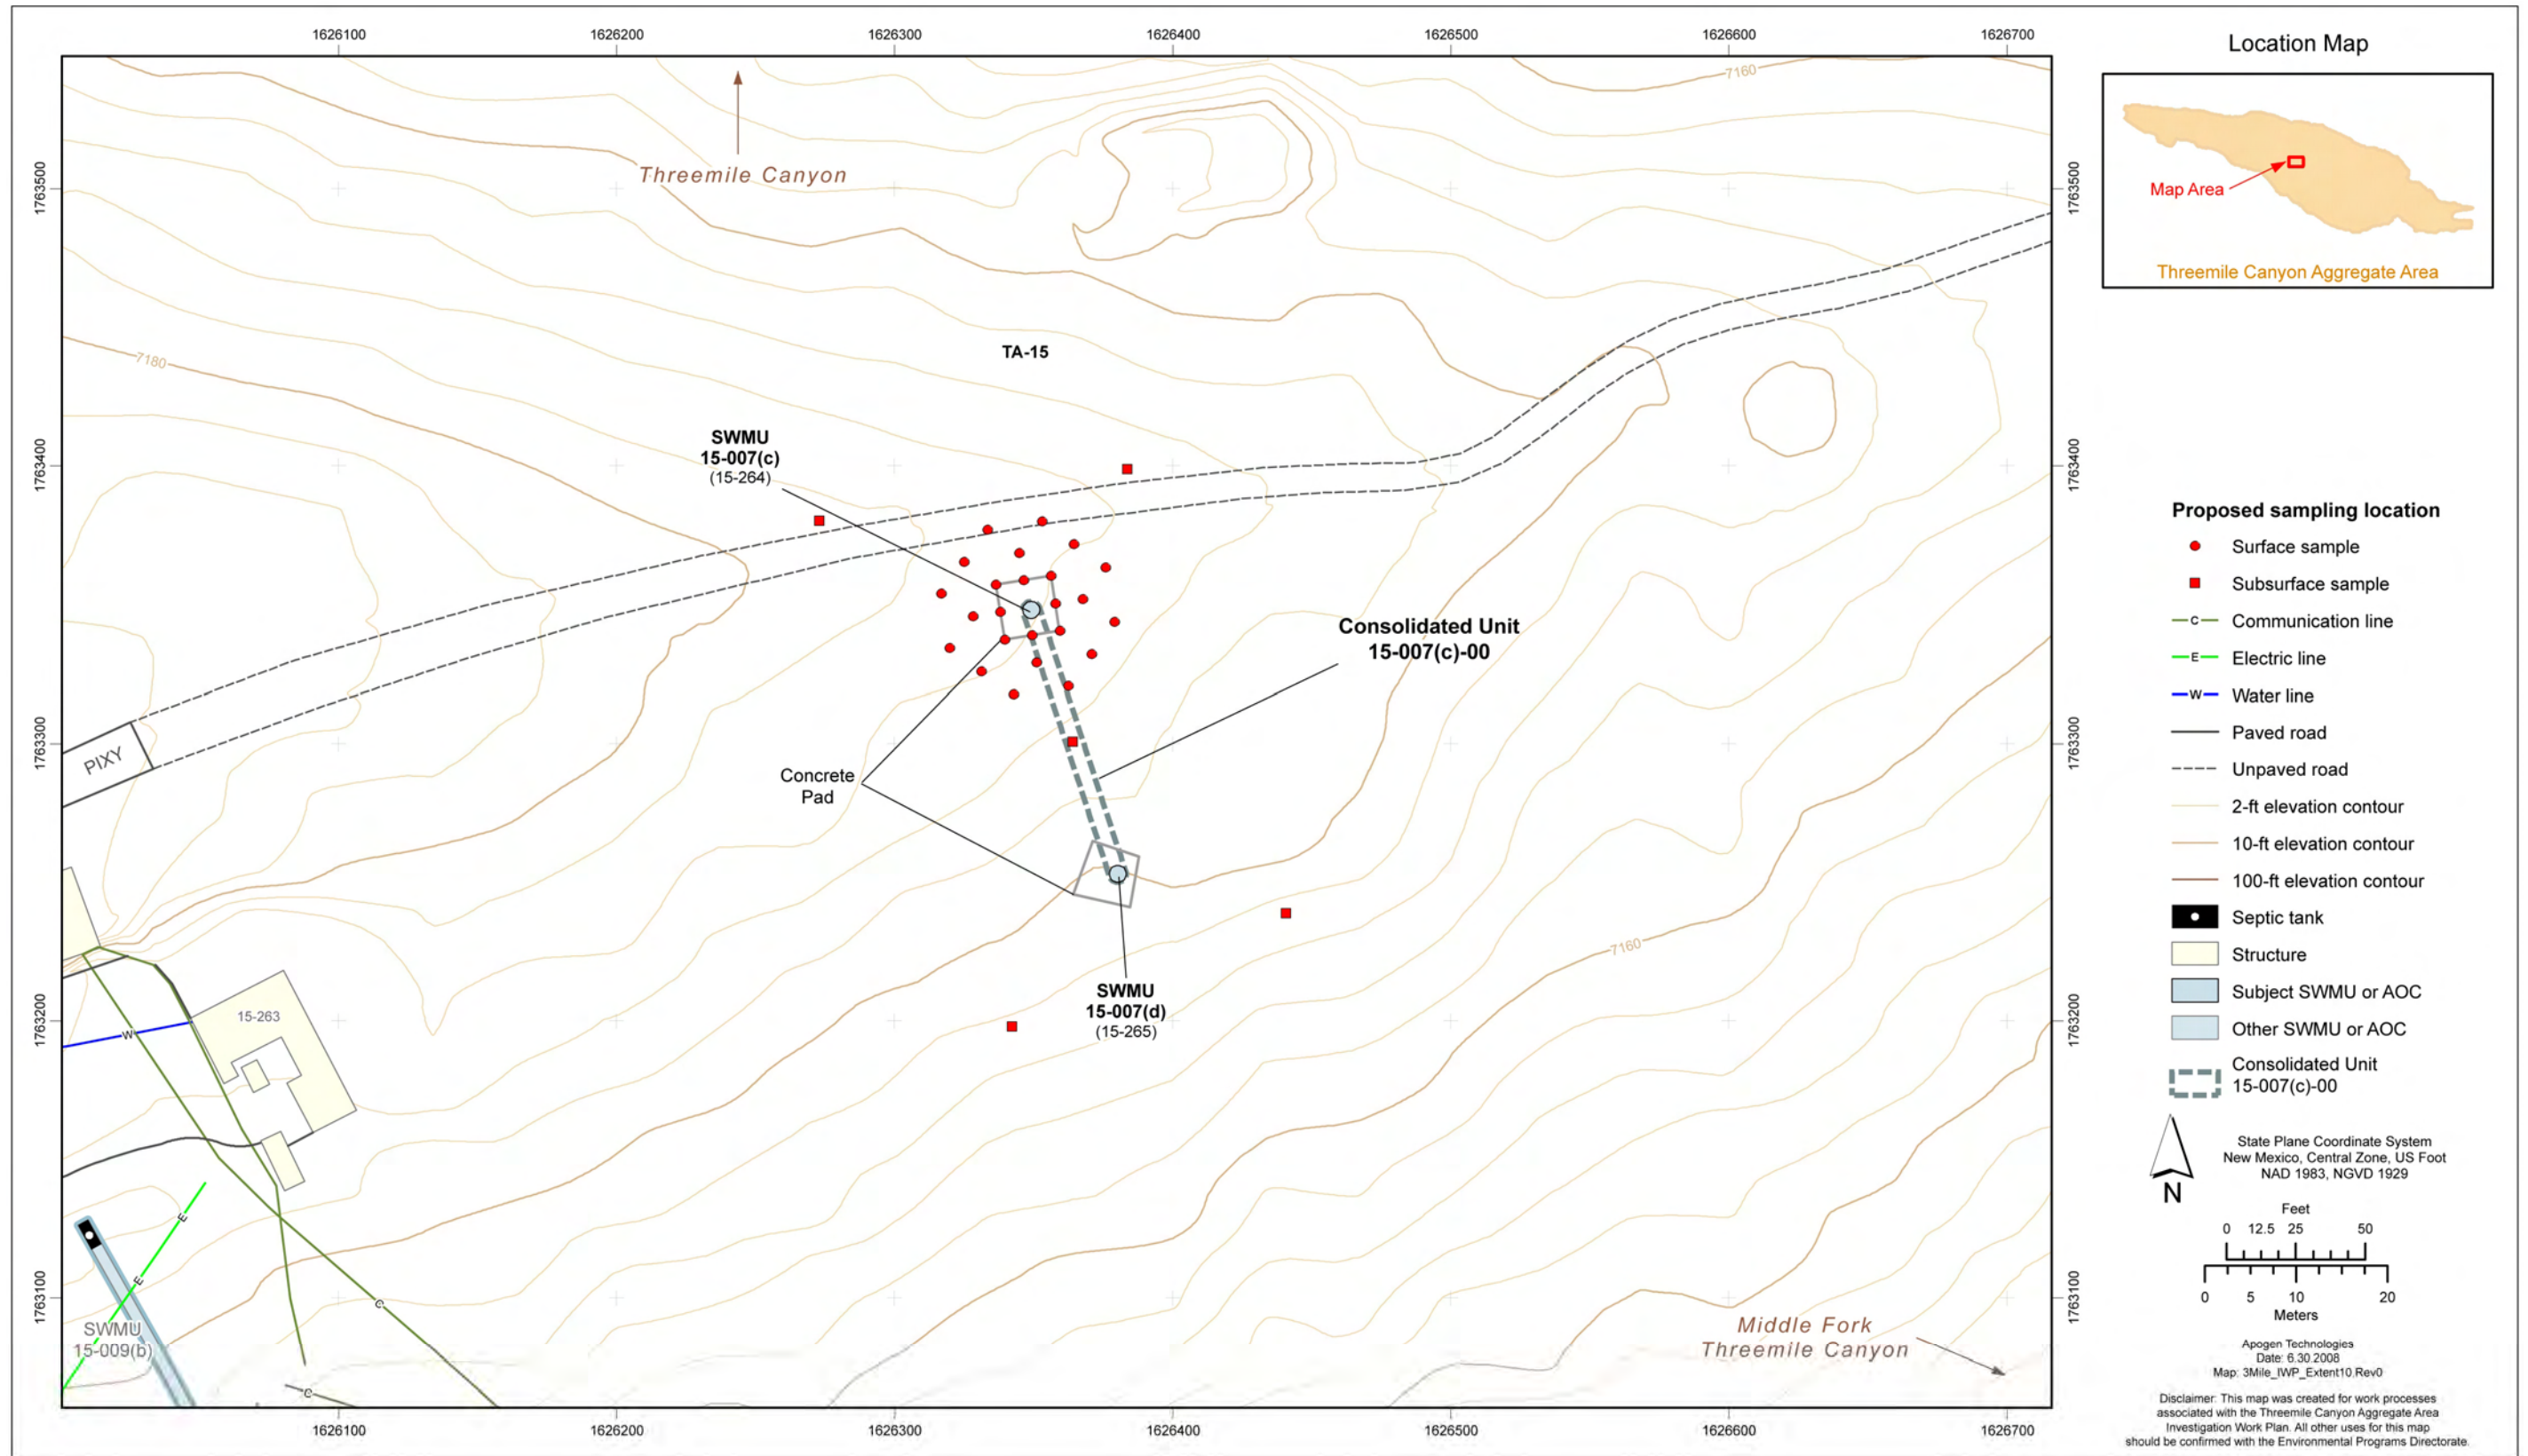 1626100
1626200
1626300
1626400
1626500
1626600
1626700
1763500
1763400
1763300
1763200
1763100
7160
Threemile Canyon
7180
TA-15
SWMU
15-007(c)
(15-264)
Consolidated Unit
15-007(c)-00
PIXY
Concrete
Pad
7160
SWMU
15-007(d)
(15-265)
15-263
W
E
E
C
C
SWMU
15-009(b)
Middle Fork
Threemile Canyon
1763500
1763400
1763300
1763200
1763100
1626100
1626200
1626300
1626400
1626500
1626600
1626700
Location Map
Map Area
Threemile Canyon Aggregate Area
Proposed sampling location
Surface sample
Subsurface sample
C Communication line
E Electric line
W Water line
Paved road
Unpaved road
2-ft elevation contour
10-ft elevation contour
100-ft elevation contour
Septic tank
Structure
Subject SWMU or AOC
Other SWMU or AOC
Consolidated Unit
15-007(c)-00
N
State Plane Coordinate System
New Mexico, Central Zone, US Foot
NAD 1983, NGVD 1929
Feet
0 12.5 25 50
0 5 10 20
Meters
Apogen Technologies
Date: 6.30.2008
Map: 3Mile_IWP_Extent10.Rev0
Disclaimer: This map was created for work processes
associated with the Threemile Canyon Aggregate Area
Investigation Work Plan. All other uses for this map
should be confirmed with the Environmental Programs Directorate.